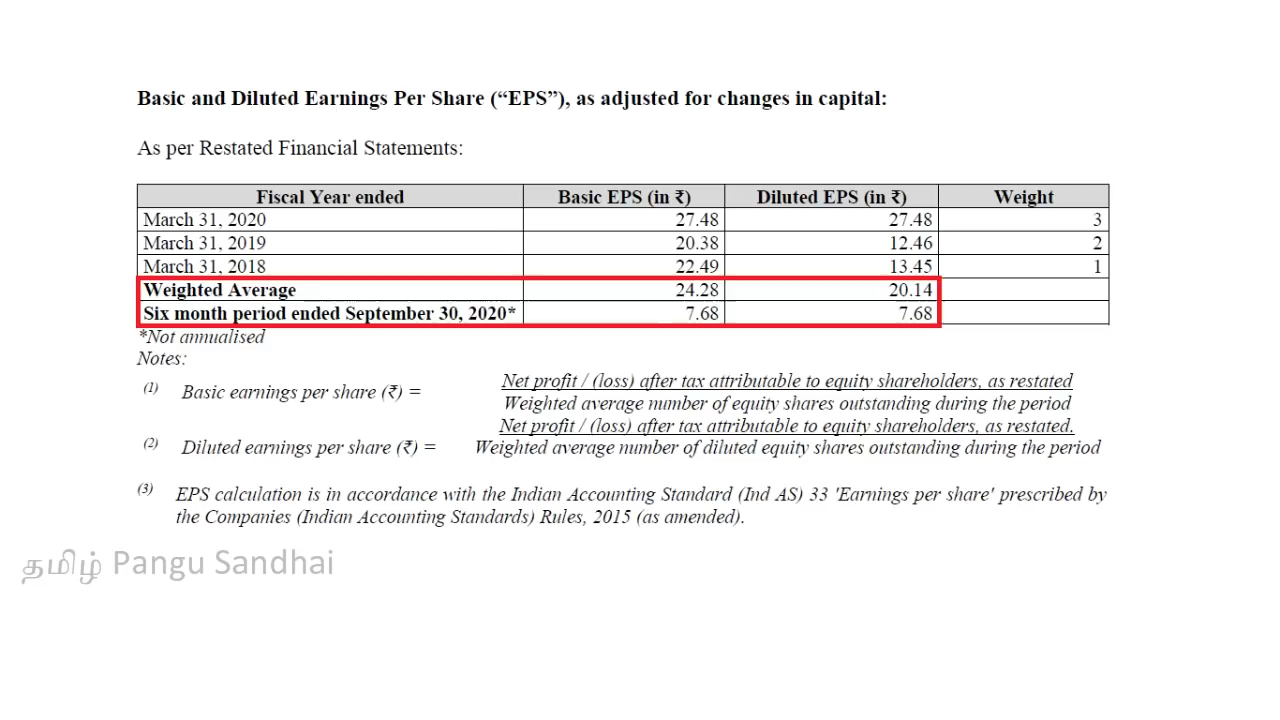 Basic and Diluted Earnings Per Share (“EPS”), as adjusted for changes in capital:
As per Restated Financial Statements:
Fiscal Year ended Basic EPS (in ₹) Diluted EPS (in ₹) Weight
March 31, 2020 27.48 27.48 3
March 31, 2019 20.38 12.46 2
March 31, 2018 22.49 13.45 1
Weighted Average 24.28 20.14
Six month period ended September 30, 2020* 7.68 7.68
*Not annualised
Notes:
(1) Basic earnings per share (₹) = Net profit / (loss) after tax attributable to equity shareholders, as restated
Weighted average number of equity shares outstanding during the period
(2) Diluted earnings per share (₹) = Net profit / (loss) after tax attributable to equity shareholders, as restated.
Weighted average number of diluted equity shares outstanding during the period
(3) EPS calculation is in accordance with the Indian Accounting Standard (Ind AS) 33 'Earnings per share' prescribed by
the Companies (Indian Accounting Standards) Rules, 2015 (as amended).
தமிழ் Pangu Sandhai